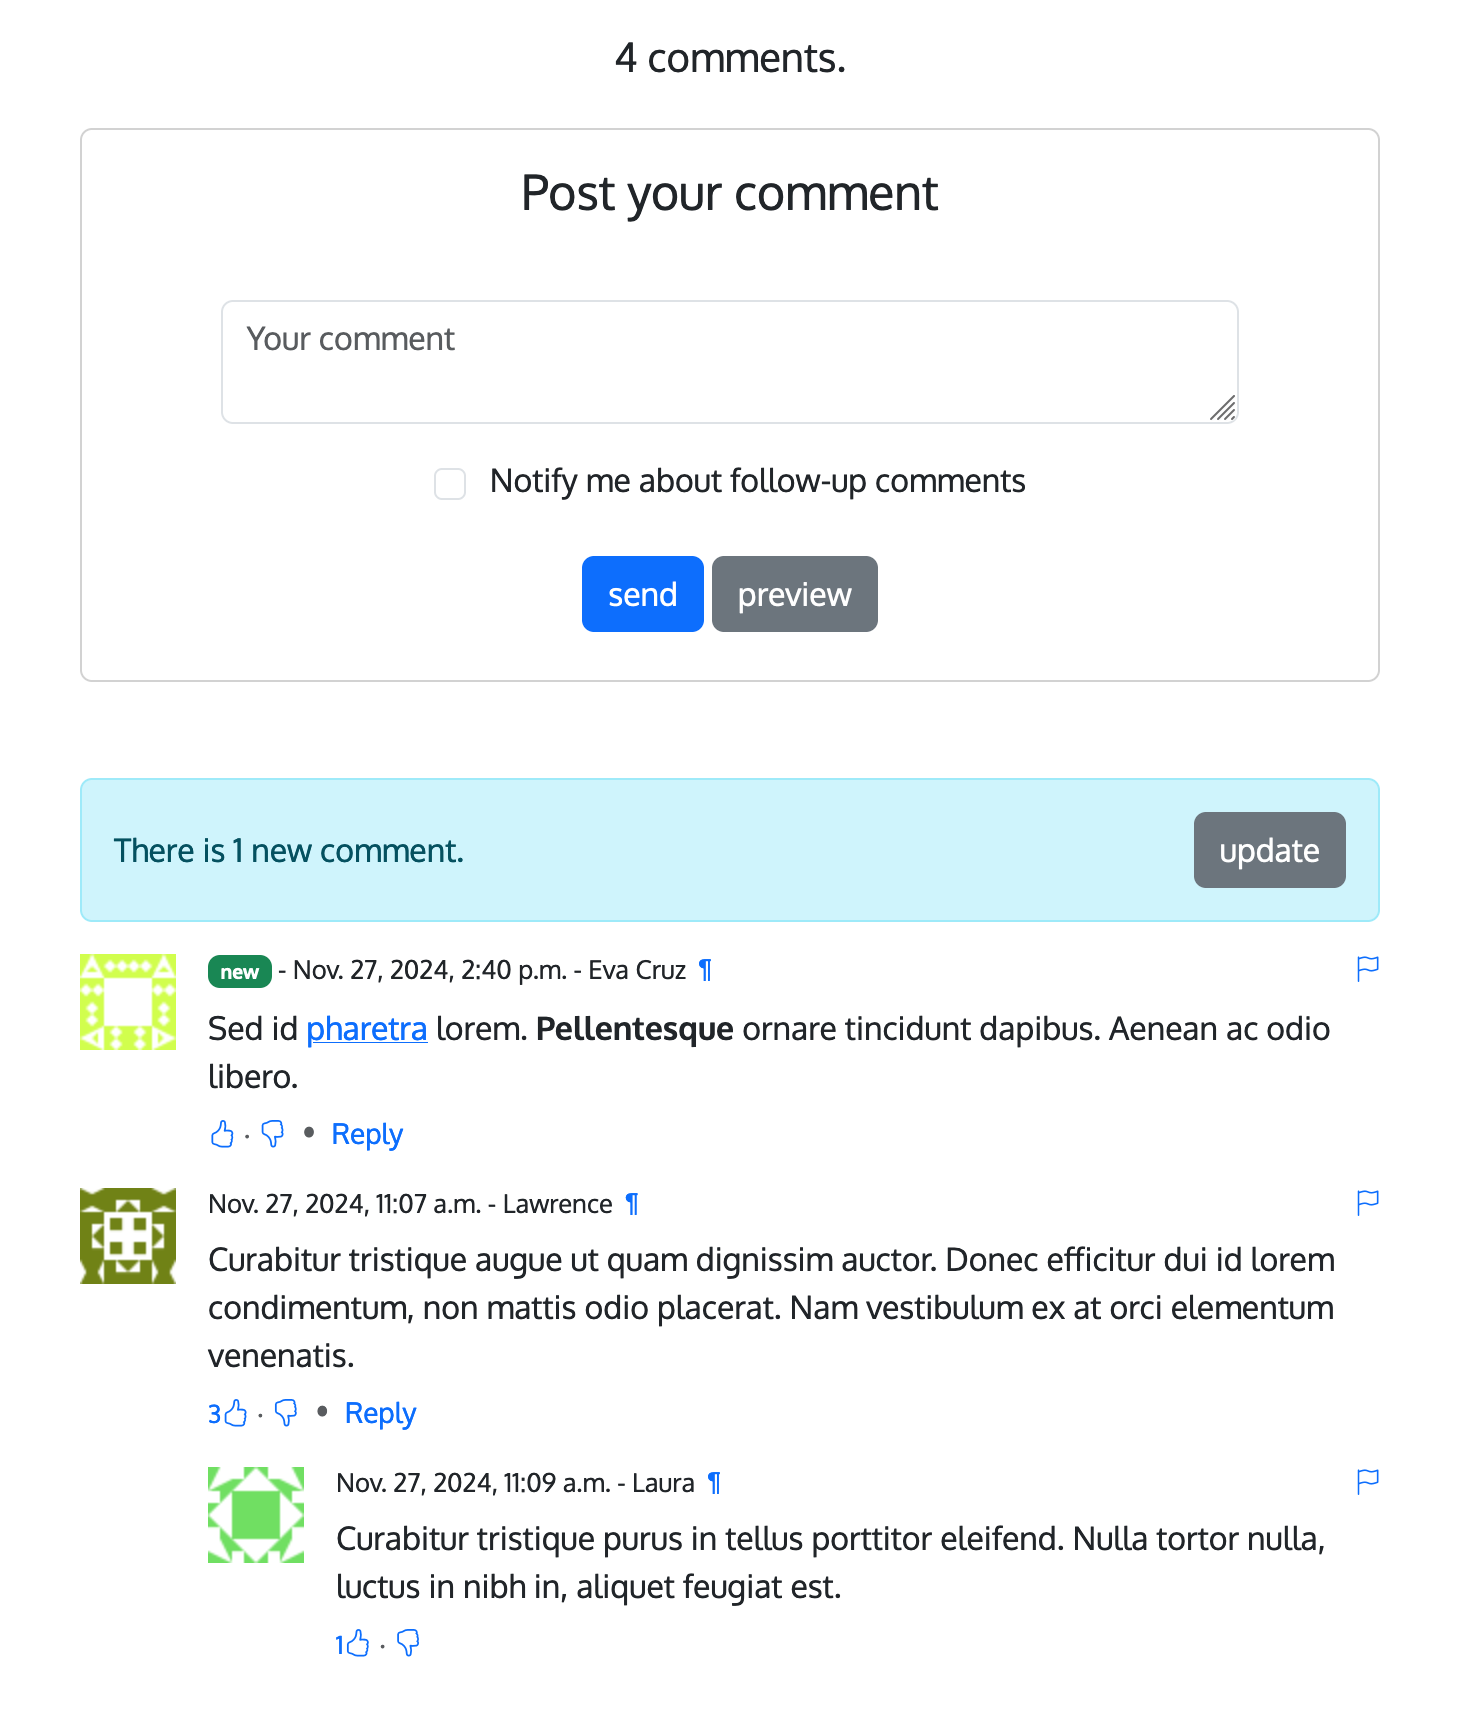 4 comments.
Post your comment
Your comment
Notify me about follow-up comments
send preview
There is 1 new comment. update
new - Nov. 27, 2024, 2:40 p.m. - Eva Cruz ¶
Sed id pharetra lorem. Pellentesque ornare tincidunt dapibus. Aenean ac odio
libero.
· • Reply
Nov. 27, 2024, 11:07 a.m. - Lawrence ¶
Curabitur tristique augue ut quam dignissim auctor. Donec efficitur dui id lorem
condimentum, non mattis odio placerat. Nam vestibulum ex at orci elementum
venenatis.
3 · • Reply
Nov. 27, 2024, 11:09 a.m. - Laura ¶
Curabitur tristique purus in tellus porttitor eleifend. Nulla tortor nulla,
luctus in nibh in, aliquet feugiat est.
1 ·